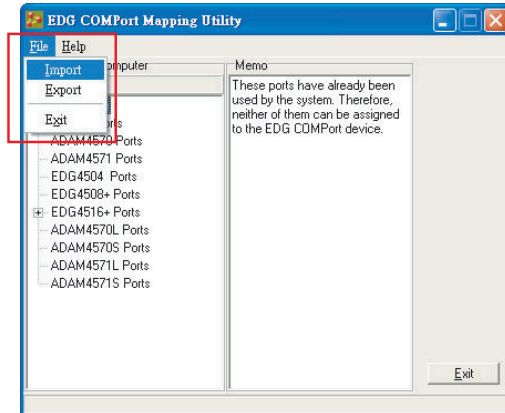 EDG COMPort Mapping Utility
File Help
Import
Export
Exit
Memo
These ports have already been
used by the system. Therefore,
neither of them can be assigned
to the EDG COMPort device.
ADAM4570 Ports
ADAM4571 Ports
EDG4504 Ports
EDG4508+ Ports
EDG4516+ Ports
ADAM4570L Ports
ADAM4570S Ports
ADAM4571L Ports
ADAM4571S Ports
Exit